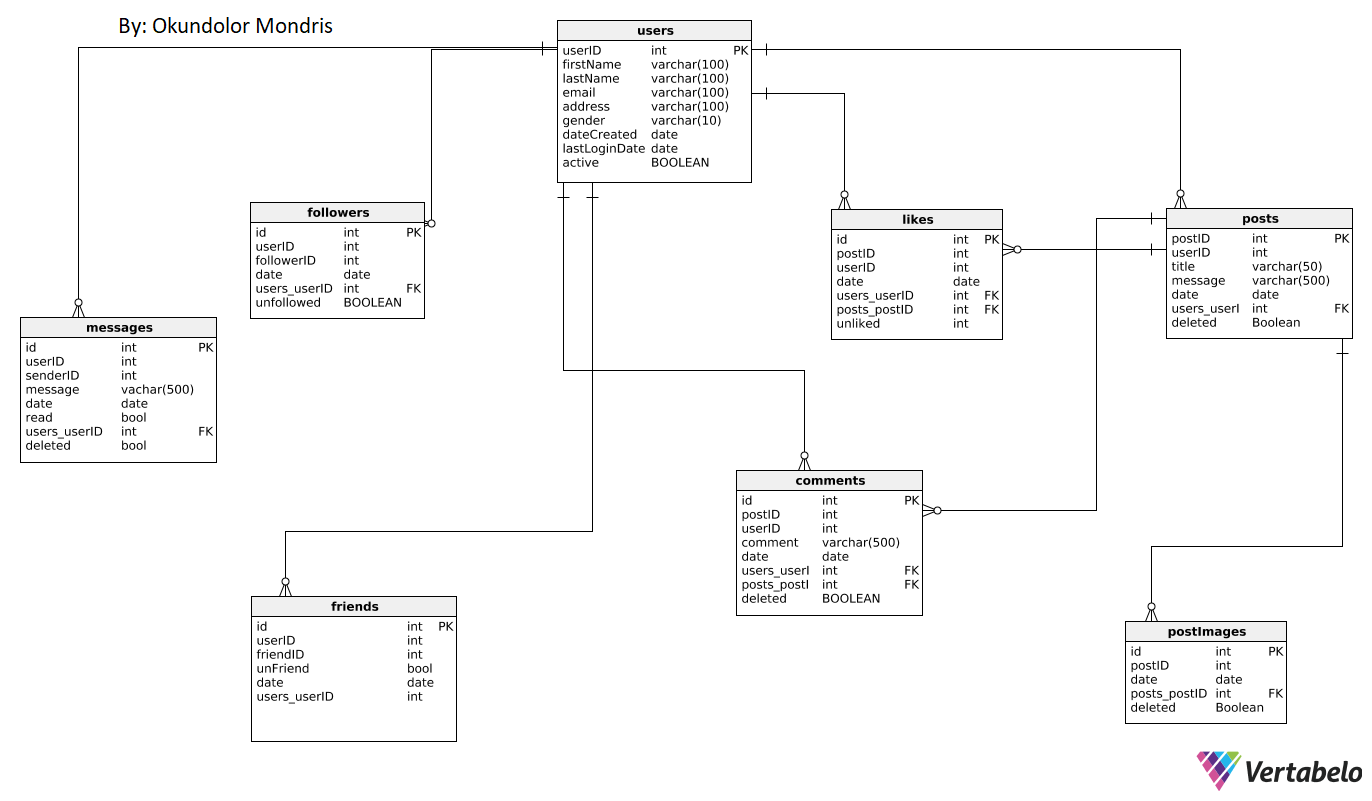 By: Okundolor Mondris
users
userID int PK
firstName varchar(100)
lastName varchar(100)
email varchar(100)
address varchar(100)
gender varchar(10)
dateCreated date
lastLoginDate date
active BOOLEAN
followers
id int PK
userID int
followerID int
date date
users_userID int FK
unfollowed BOOLEAN
likes
id int PK
postID int
userID int
date date
users_userID int FK
posts_postID int FK
unliked int
posts
postID int PK
userID int
title varchar(50)
message varchar(500)
date date
users_userI int FK
deleted Boolean
messages
id int PK
userID int
senderID int
message vachar(500)
date date
read bool
users_userID int FK
deleted bool
comments
id int PK
postID int
userID int
comment varchar(500)
date date
users_userI int FK
posts_postI int FK
deleted BOOLEAN
friends
id int PK
userID int
friendID int
unFriend bool
date date
users_userID int
postImages
id int PK
postID int
date date
posts_postID int FK
deleted Boolean
Vertabelo